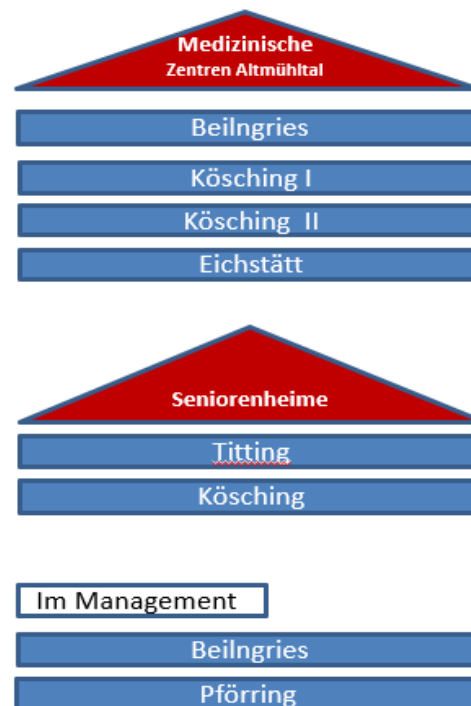 Medizinische
Zentren Altmühltal
Beilngries
Kösching I
Kösching II
Eichstätt
Seniorenheime
Titting
Kösching
Im Management
Beilngries
Pförring